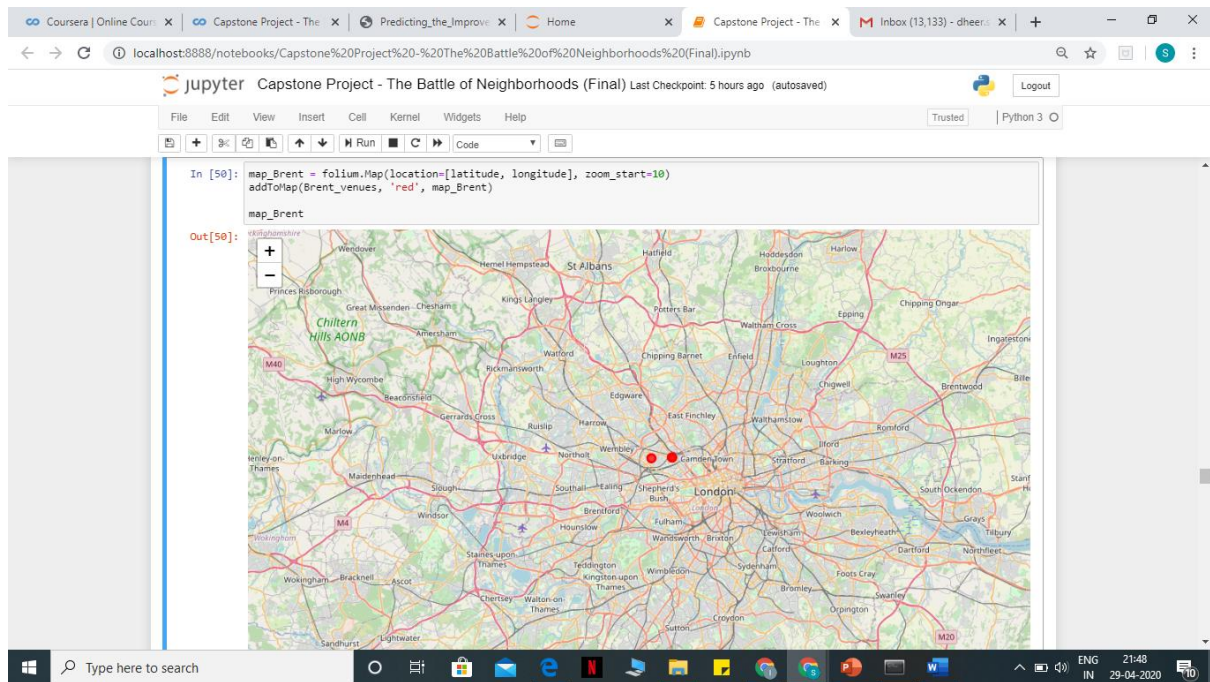 Coursera | Online Cours
Capstone Project - The
Predicting_the_Improve
Home
Capstone Project - The
Inbox (13,133) - dheer.s
localhost:8888/notebooks/Capstone%20Project%20-%20The%20Battle%20of%20Neighborhoods%20(Final).ipynb
S
jupyter Capstone Project - The Battle of Neighborhoods (Final) Last Checkpoint: 5 hours ago (autosaved)
Logout
File Edit View Insert Cell Kernel Widgets Help
Trusted
Python 3
Run
Code
In [50]: map_Brent = folium.Map(location=[latitude, longitude], zoom_start=10)
addToMap(Brent_venues, 'red', map_Brent)
map_Brent
Out[50]:
+
−
Wendover
Hatfield
Hoddesdon
Harlow
Hemel Hempstead
St Albans
Broxbourne
Princes Risborough
Great Missenden
Chesham
Kings Langley
Potters Bar
Epping
Chipping Ongar
Chiltern
Hills AONB
Amersham
Waltham Cross
Ingatestone
M40
Watford
Chipping Barnet
Enfield
Loughton
M25
Rickmansworth
High Wycombe
Chigwell
Brentwood
Bille
Beaconsfield
Edgware
Gerrards Cross
East Finchley
Walthamstow
Marlow
Ruislip
Harrow
Romford
Ilford
Henley-on-
Thames
Uxbridge
Northolt
Wembley
Camden Town
Stratford
Barking
Maidenhead
Slough
Southall
Ealing
Shepherd's
Bush
London
South Ockendon
Stanf
M4
Windsor
Brentford
London
Woolwich
Grays
Wokingham
Hounslow
Fulham
Wandsworth
Brixton
Lewisham
Bexleyheath
Tilbury
Staines-upon-
Thames
Catford
Dartford
Northfleet
Teddington
Wimbledon
Sydenham
Wokingham
Bracknell
Ascot
Kingston upon
Thames
Foots Cray
Bromley
Swanley
Chertsey
Walton-on-
Thames
Croydon
Orpington
Sutton
M20
Sandhurst
Lightwater
Type here to search
ENG
IN
21:48
29-04-2020